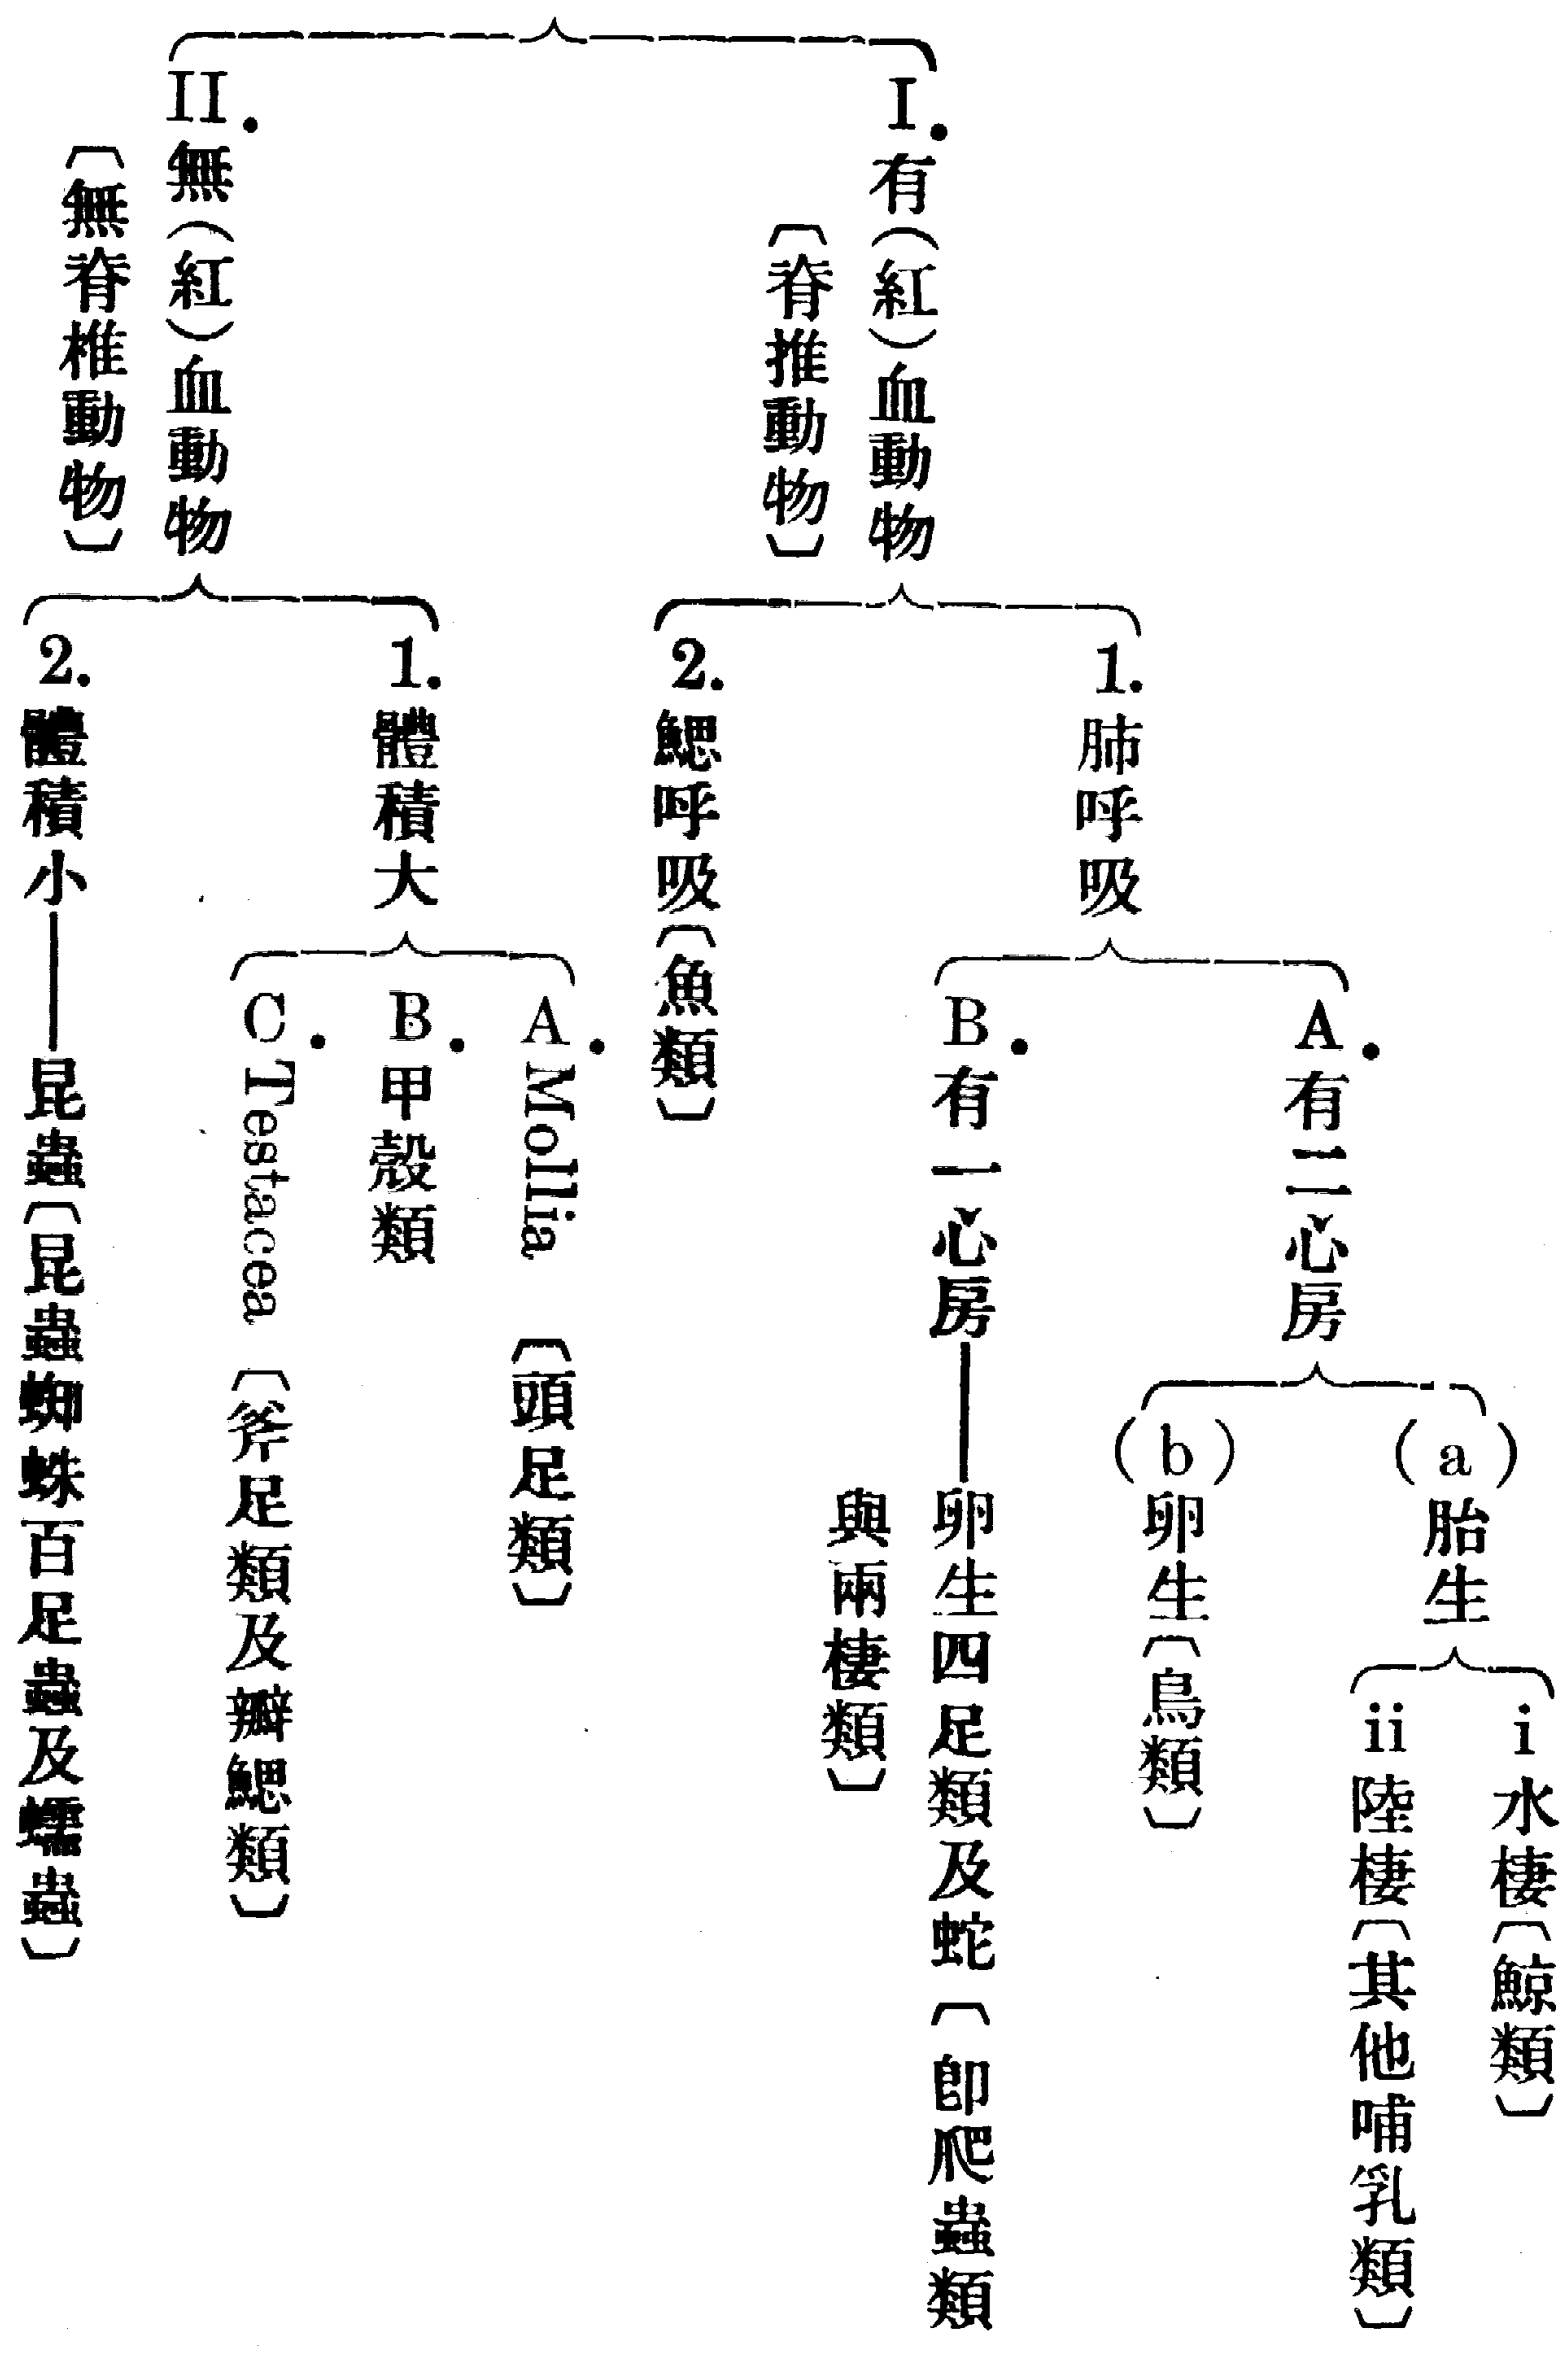 I.有(紅)血動物
〔脊推動物〕
1.肺呼吸
A.有二心房
(a)胎生
i水棲〔鯨類〕
ii陸棲〔其他哺乳類〕
(b)卵生〔鳥類〕
B.有一心房——卵生四足類及蛇〔卽爬蟲類
與兩棲類〕
2.鰓呼吸〔魚類〕
II.無(紅)血動物
〔無脊椎動物〕
1.體積大
A.Mollia〔頭足類〕
B.甲殼類
C.Testacea〔斧足類及瓣鰓類〕
2.體積小——昆蟲〔昆蟲蜘蛛百足蟲及蠕蟲〕